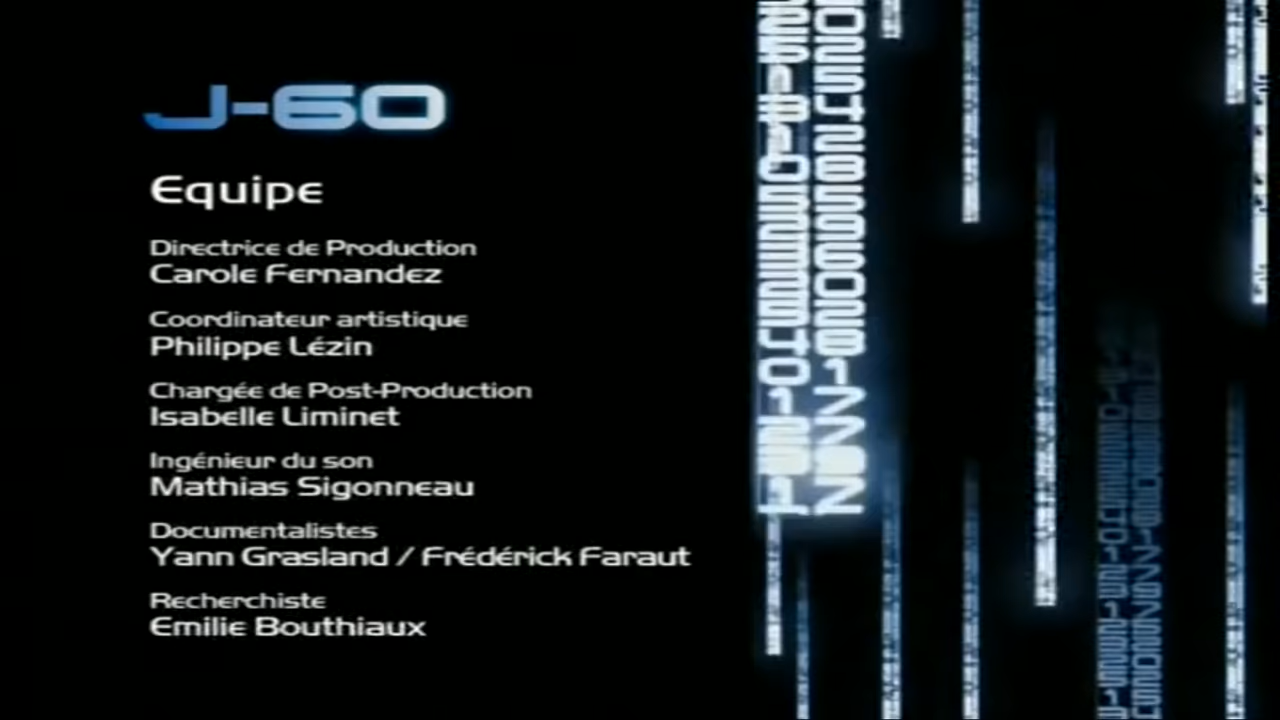 J-60
Equipe
Directrice de Production
Carole Fernandez
Coordinateur artistique
Philippe Lézin
Chargée de Post-Production
Isabelle Liminet
Ingénieur du son
Mathias Sigonneau
Documentalistes
Yann Grasland / Frédérick Faraut
Recherchiste
Emilie Bouthiaux